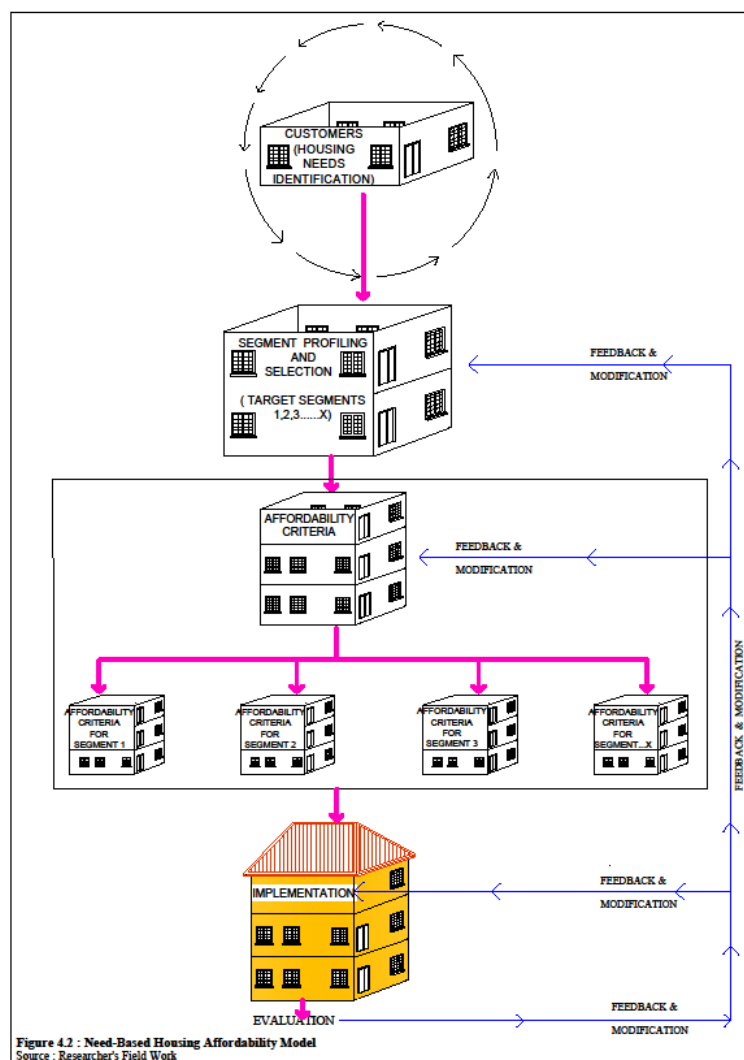 CUSTOMERS
(HOUSING
NEEDS
IDENTIFICATION)
SEGMENT PROFILING
AND
SELECTION
( TARGET SEGMENTS
1,2,3......X)
FEEDBACK &
MODIFICATION
AFFORDABILITY
CRITERIA
FEEDBACK &
MODIFICATION
AFFORDABILITY
CRITERIA
FOR
SEGMENT 1
AFFORDABILITY
CRITERIA
FOR
SEGMENT 2
AFFORDABILITY
CRITERIA
FOR
SEGMENT 3
AFFORDABILITY
CRITERIA
FOR
SEGMENT...X
FEEDBACK & MODIFICATION
IMPLEMENTATION
FEEDBACK &
MODIFICATION
EVALUATION
FEEDBACK &
MODIFICATION
Figure 4.2 : Need-Based Housing Affordability Model
Source : Researcher's Field Work